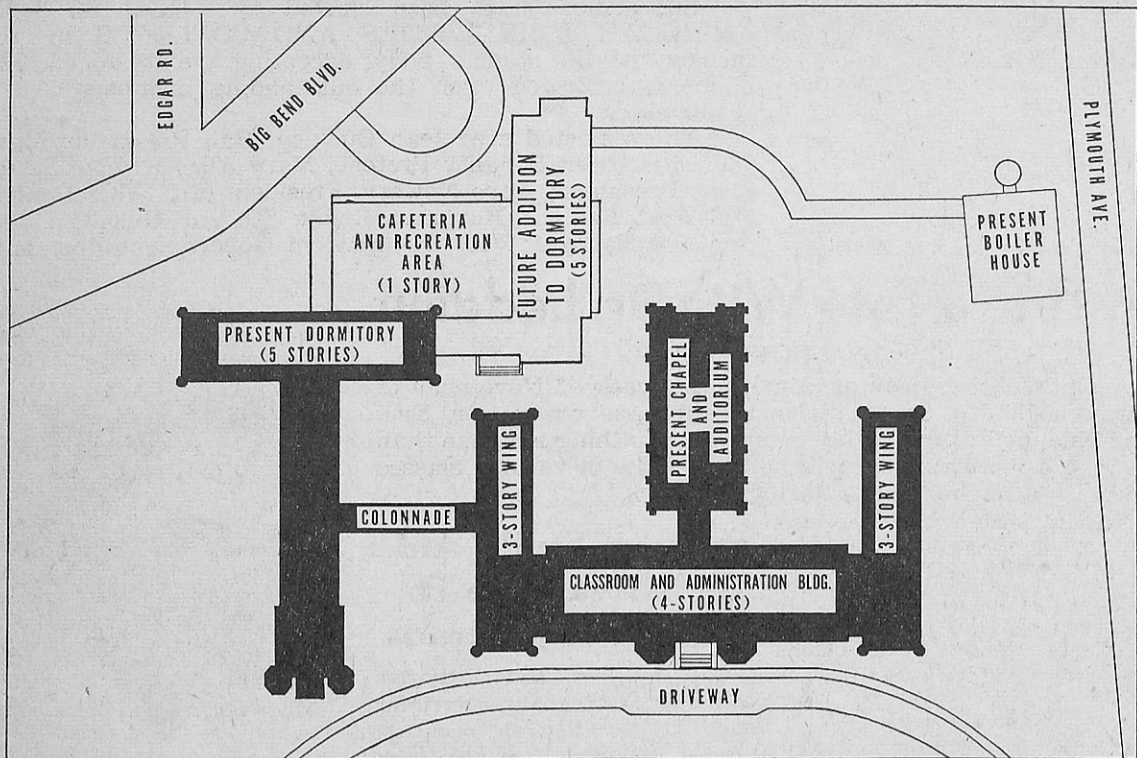 EDGAR RD.
BIG BEND BLVD.
PLYMOUTH AVE.
CAFETERIA
AND RECREATION
AREA
(1 STORY)
FUTURE ADDITION
TO DORMITORY
(5 STORIES)
PRESENT
BOILER
HOUSE
PRESENT DORMITORY
(5 STORIES)
PRESENT CHAPEL
AND
AUDITORIUM
3-STORY WING
3-STORY WING
COLONNADE
CLASSROOM AND ADMINISTRATION BLDG.
(4-STORIES)
DRIVEWAY